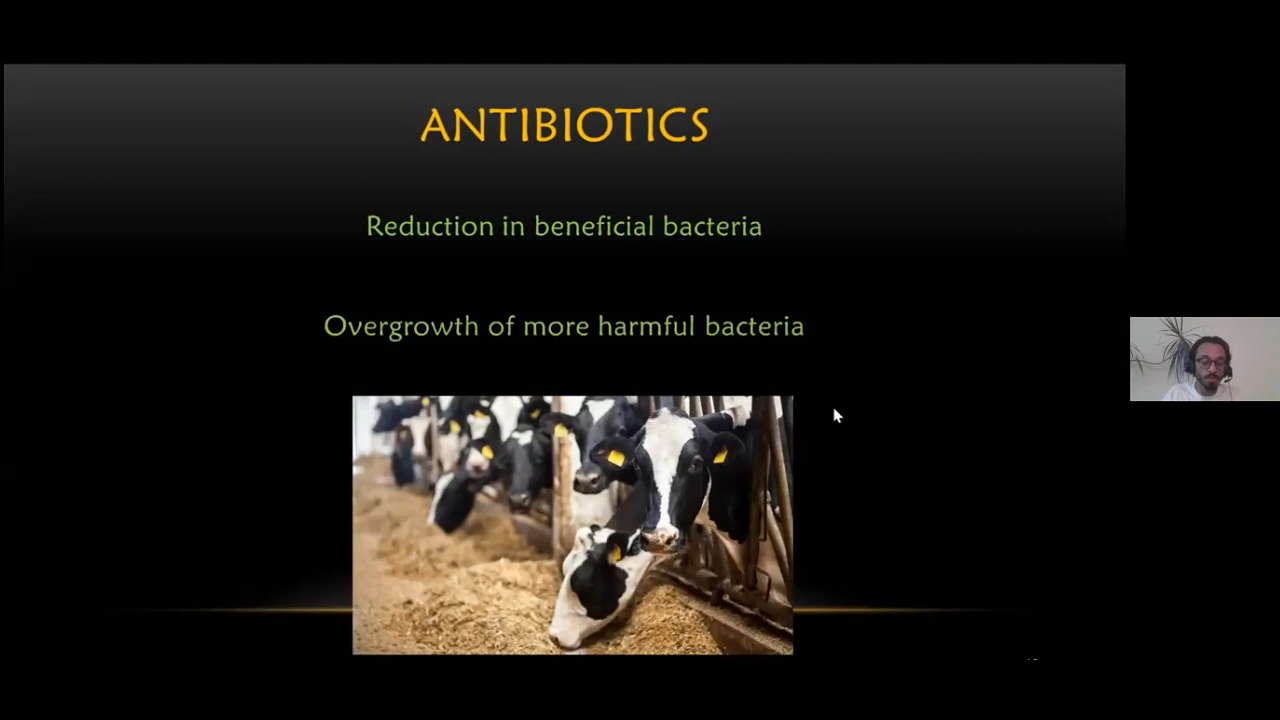 ANTIBIOTICS
Reduction in beneficial bacteria
Overgrowth of more harmful bacteria